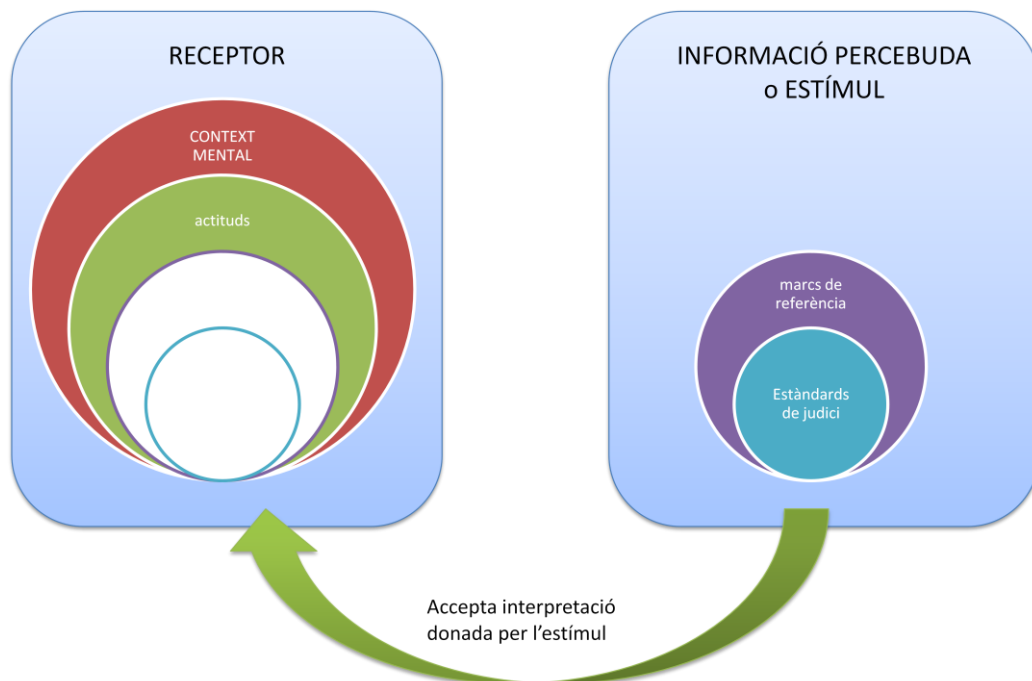 RECEPTOR
CONTEXT
MENTAL
actituds
INFORMACIÓ PERCEBUDA
o ESTÍMUL
marcs de
referència
Estàndards
de judici
Accepta interpretació
donada per l’estímul